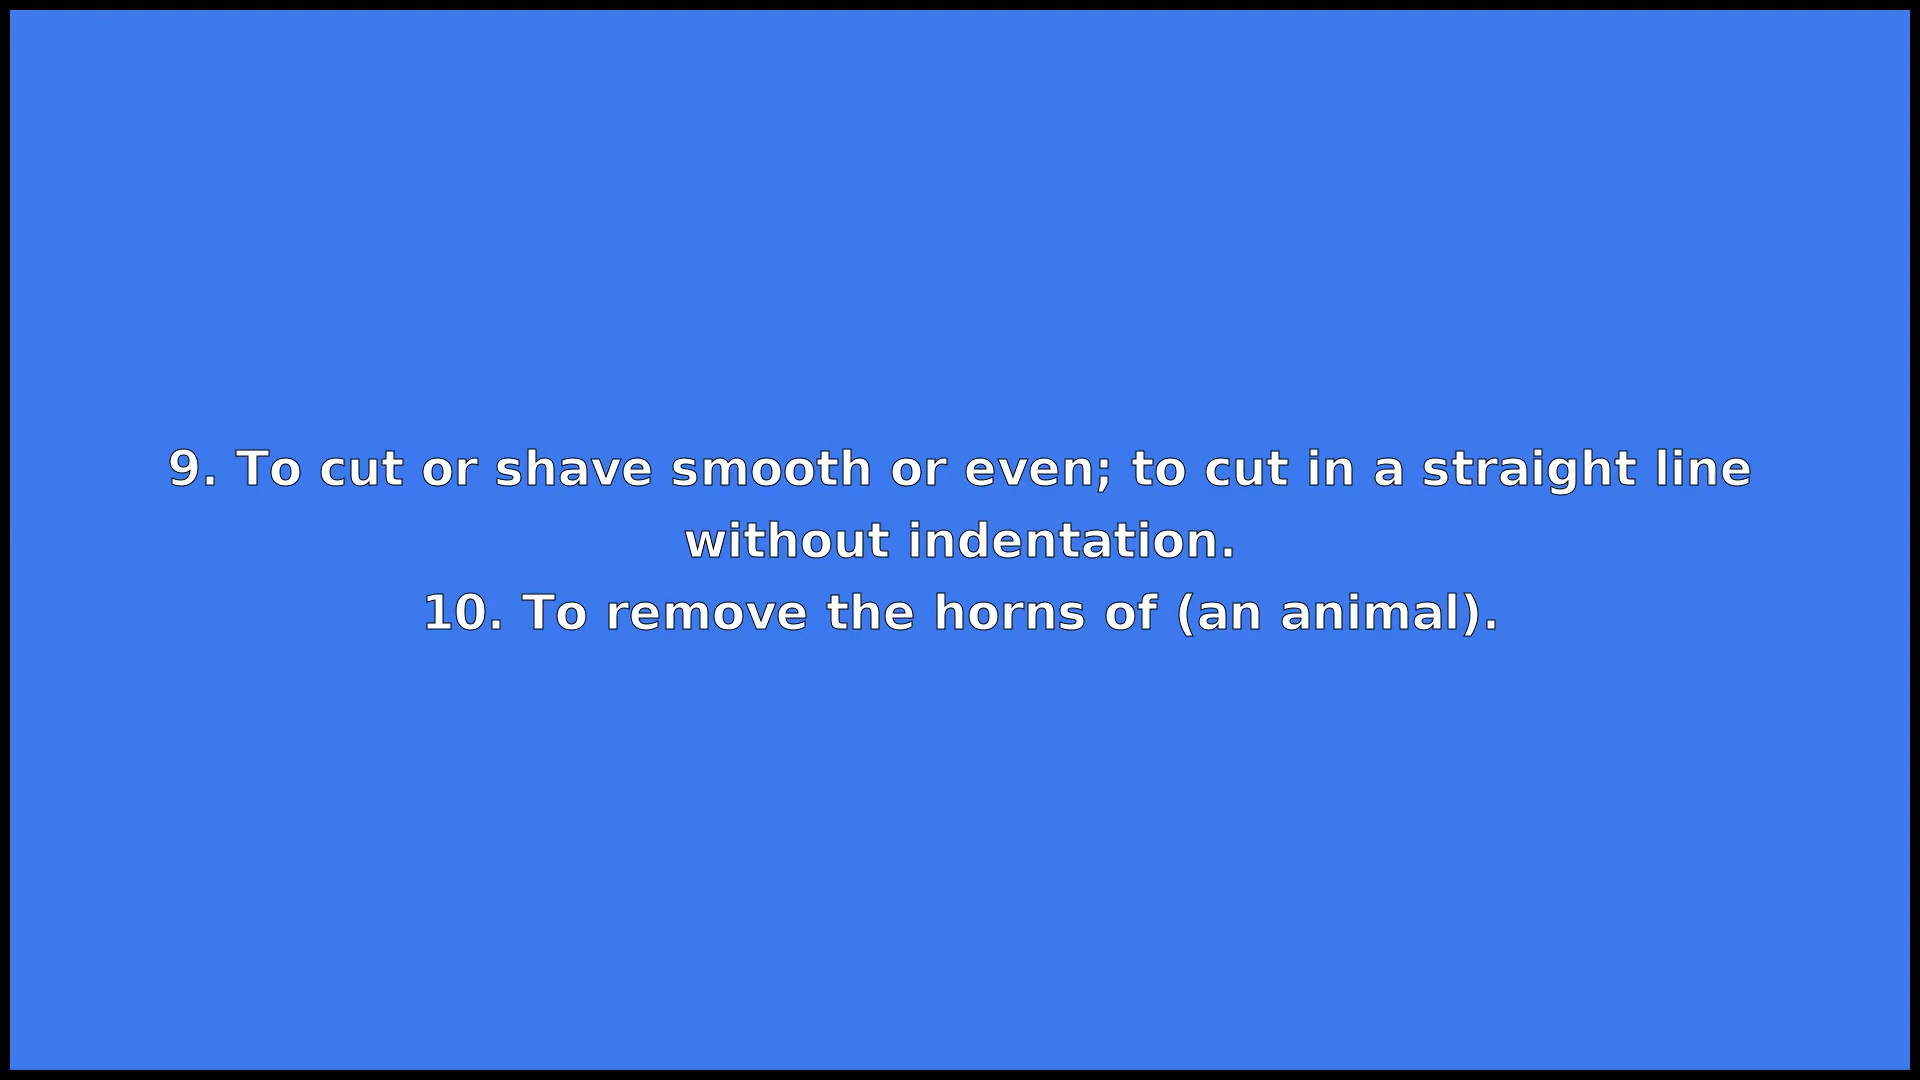 9. To cut or shave smooth or even; to cut in a straight line
without indentation.
10. To remove the horns of (an animal).